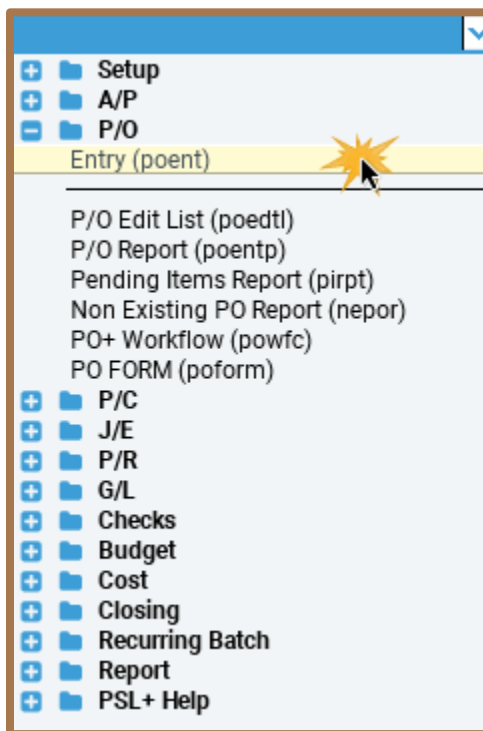 Setup
A/P
P/O
Entry (poent)
P/O Edit List (poedtl)
P/O Report (poentp)
Pending Items Report (pirpt)
Non Existing PO Report (nepor)
PO+ Workflow (powfc)
PO FORM (poform)
P/C
J/E
P/R
G/L
Checks
Budget
Cost
Closing
Recurring Batch
Report
PSL+ Help